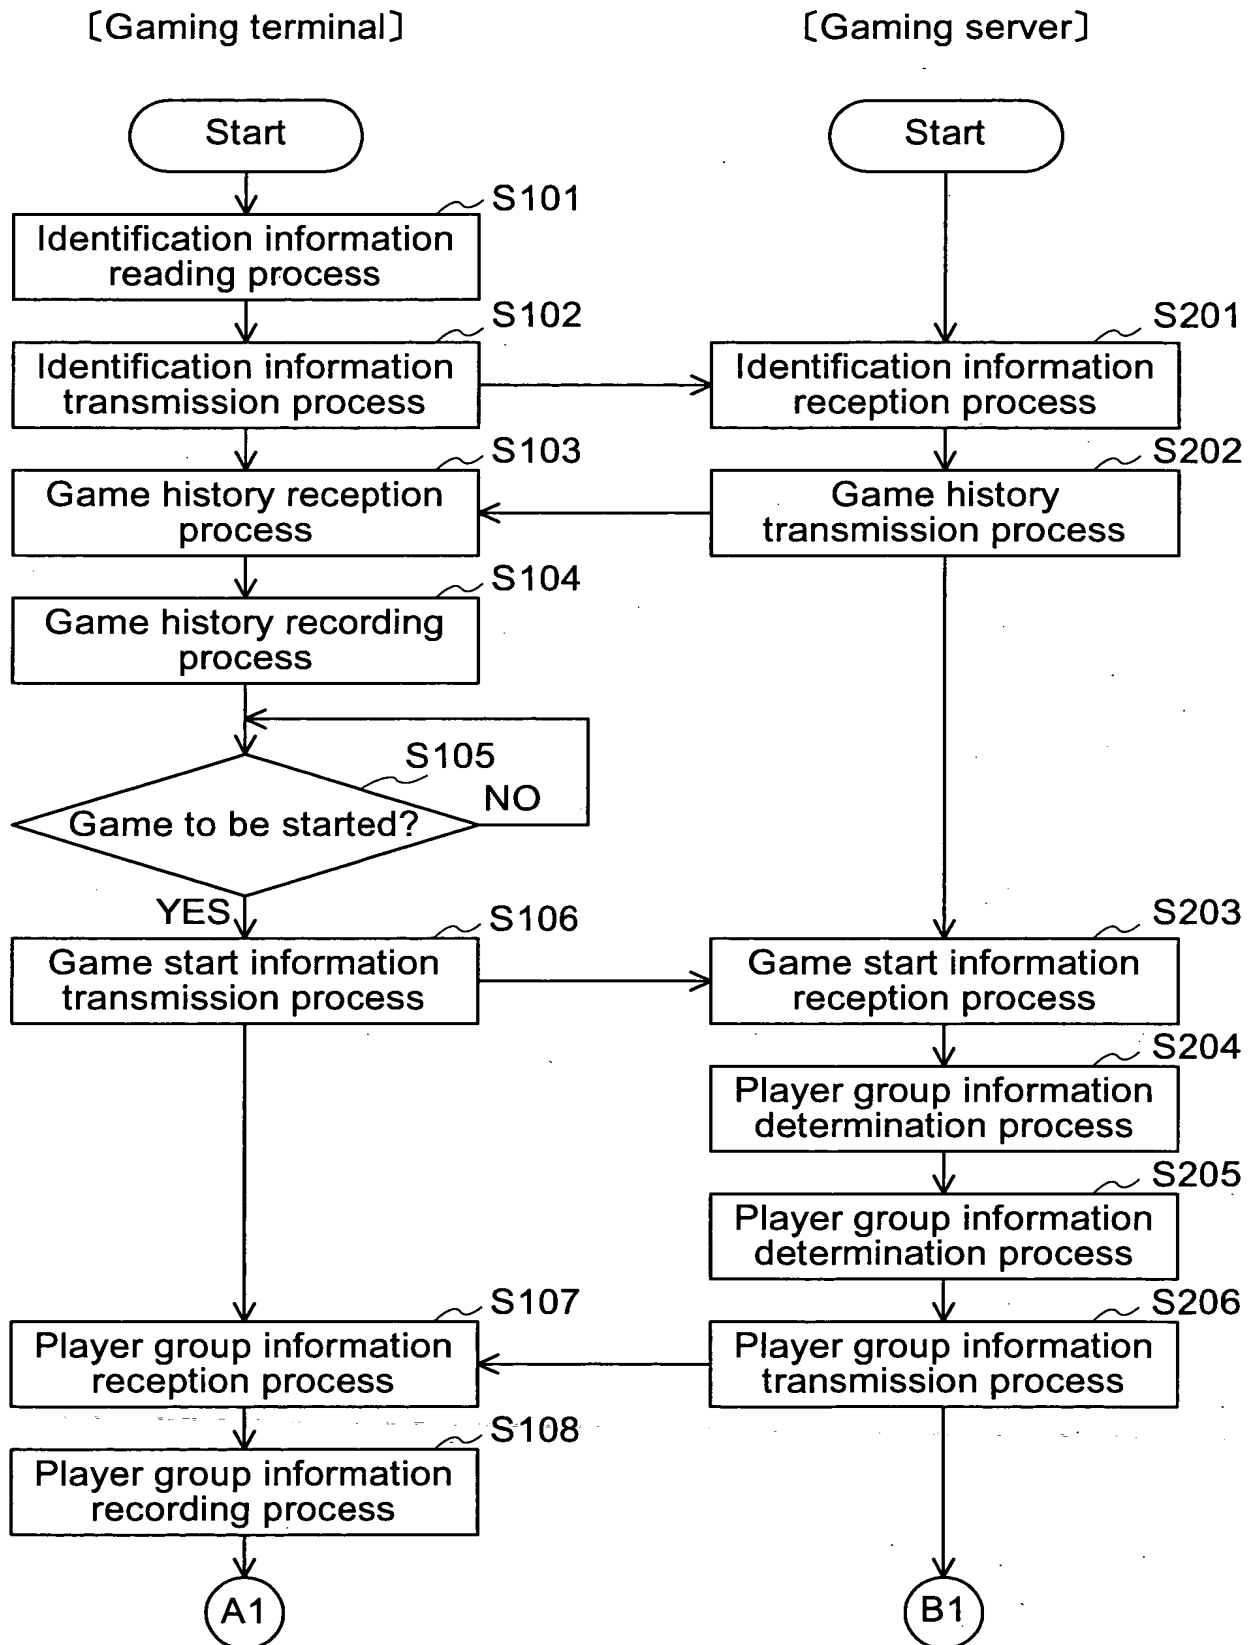 〔Gaming terminal〕
〔Gaming server〕
Start
Start
S101
Identification information
reading process
S102
Identification information
transmission process
S201
Identification information
reception process
S103
Game history reception
process
S202
Game history
transmission process
S104
Game history recording
process
S105
Game to be started?
NO
YES
S106
Game start information
transmission process
S203
Game start information
reception process
S204
Player group information
determination process
S205
Player group information
determination process
S107
Player group information
reception process
S206
Player group information
transmission process
S108
Player group information
recording process
A1
B1